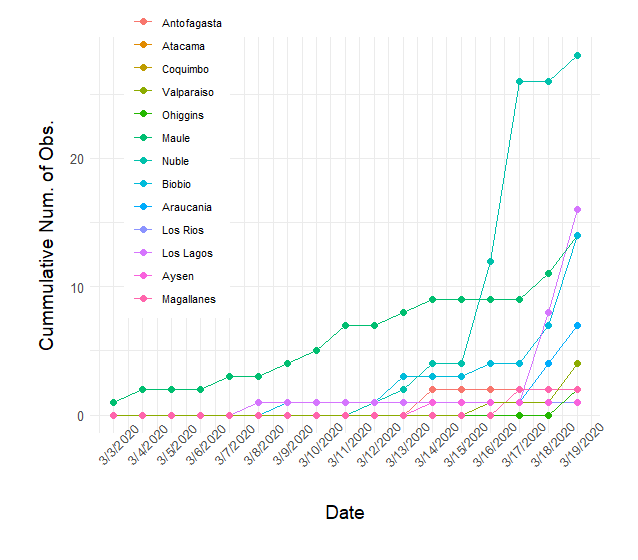 Antofagasta
Atacama
Coquimbo
Valparaiso
Ohiggins
Maule
Nuble
Biobio
Araucania
Los Rios
Los Lagos
Aysen
Magallanes
Cummulative Num. of Obs.
20
10
0
3/3/2020
3/4/2020
3/5/2020
3/6/2020
3/7/2020
3/8/2020
3/9/2020
3/10/2020
3/11/2020
3/12/2020
3/13/2020
3/14/2020
3/15/2020
3/16/2020
3/17/2020
3/18/2020
3/19/2020
Date